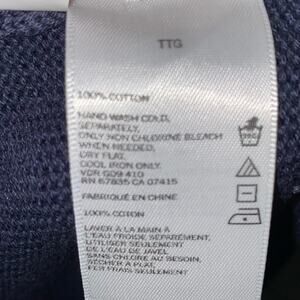 TTG
100% COTTON
HAND WASH COLD,
SEPARATELY,
ONLY NON CHLORINE BLEACH
WHEN NEEDED,
DRY FLAT,
COOL IRON ONLY.
VDR G09 410
RN 67835 CA 07415
FABRIQUÉ EN CHINE
100% COTON
LAVER À LA MAIN À
L'EAU FROIDE SÉPAREMENT,
UTILISER SEULEMENT
DE L'EAU DE JAVEL
SANS CHLORE AU BESOIN,
SÉCHER À PLAT,
FER FRAIS SEULEMENT